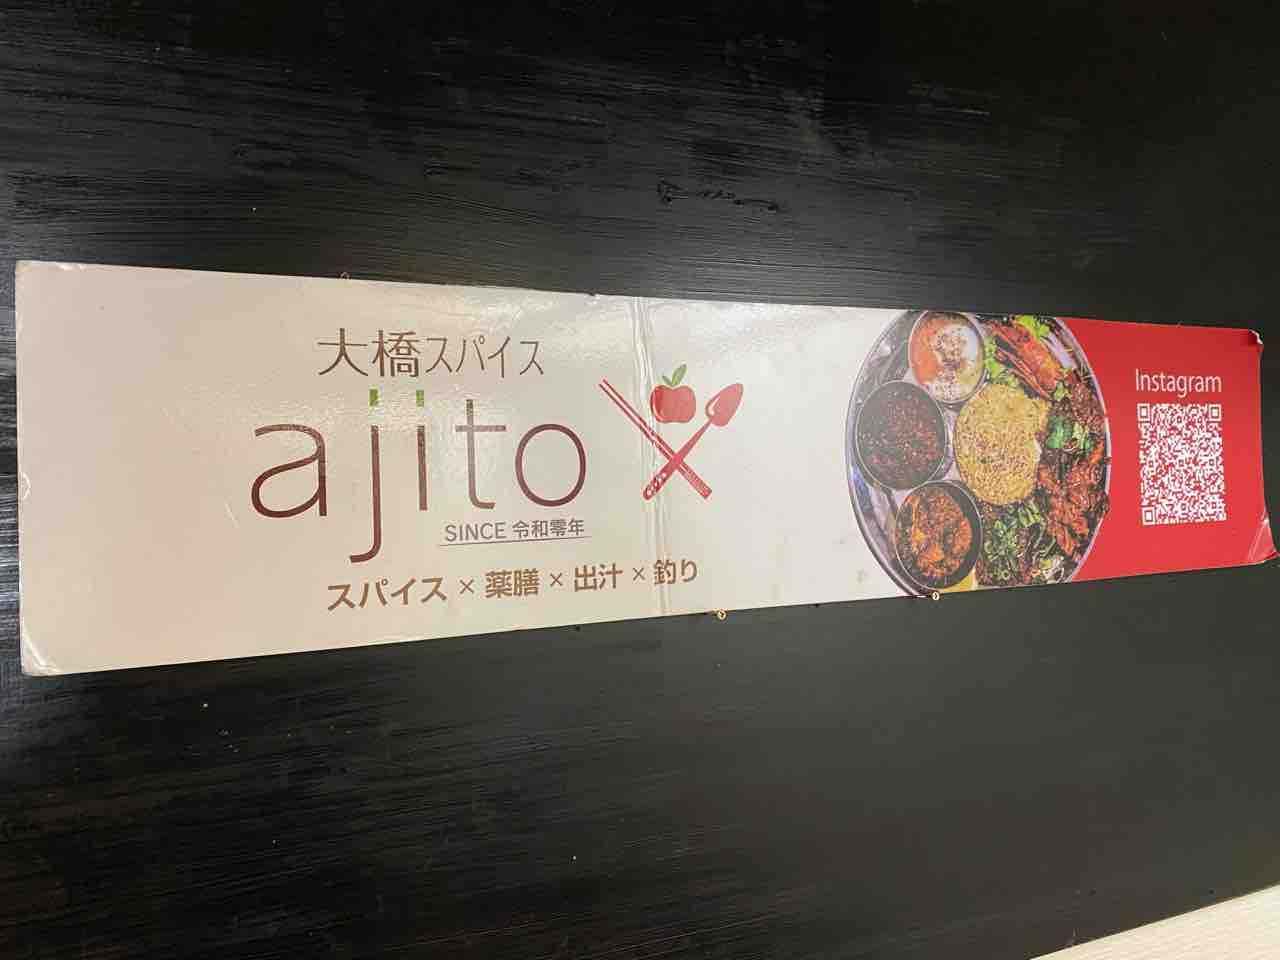 大橋スパイス
ajito
SINCE 令和零年
スパイス×薬膳×出汁×釣り
Instagram